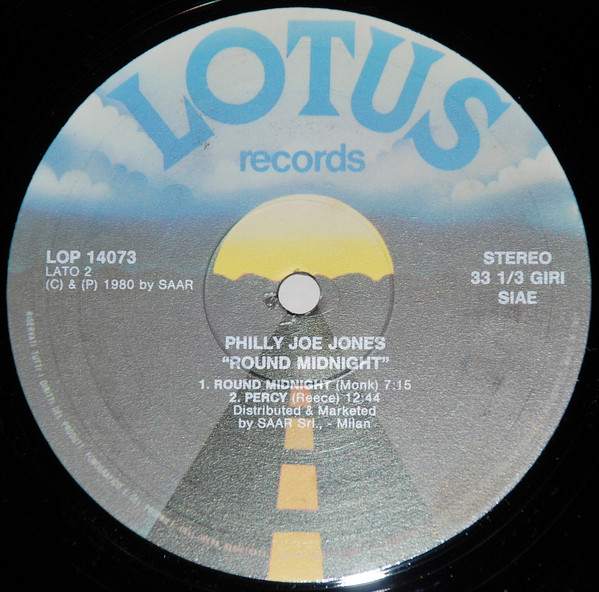 LOTUS
records
LOP 14073
LATO 2
(C) & (P) 1980 by SAAR
STEREO
33 1/3 GIRI
SIAE
PHILLY JOE JONES
“ROUND MIDNIGHT”
1. ROUND MIDNIGHT (Monk) 7:15
2. PERCY (Reece) 12:44
Distributed & Marketed
by SAAR Srl., - Milan